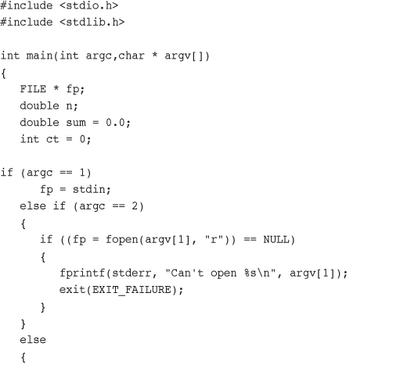 #include <stdio.h>
#include <stdlib.h>

int main(int argc,char * argv[])
{
   FILE * fp;
   double n;
   double sum = 0.0;
   int ct = 0;

if (argc == 1)
      fp = stdin;
   else if (argc == 2)
   {
      if ((fp = fopen(argv[1], "r")) == NULL)
      {
         fprintf(stderr, "Can't open %s\n", argv[1]);
         exit(EXIT_FAILURE);
      }
   }
   else
   {